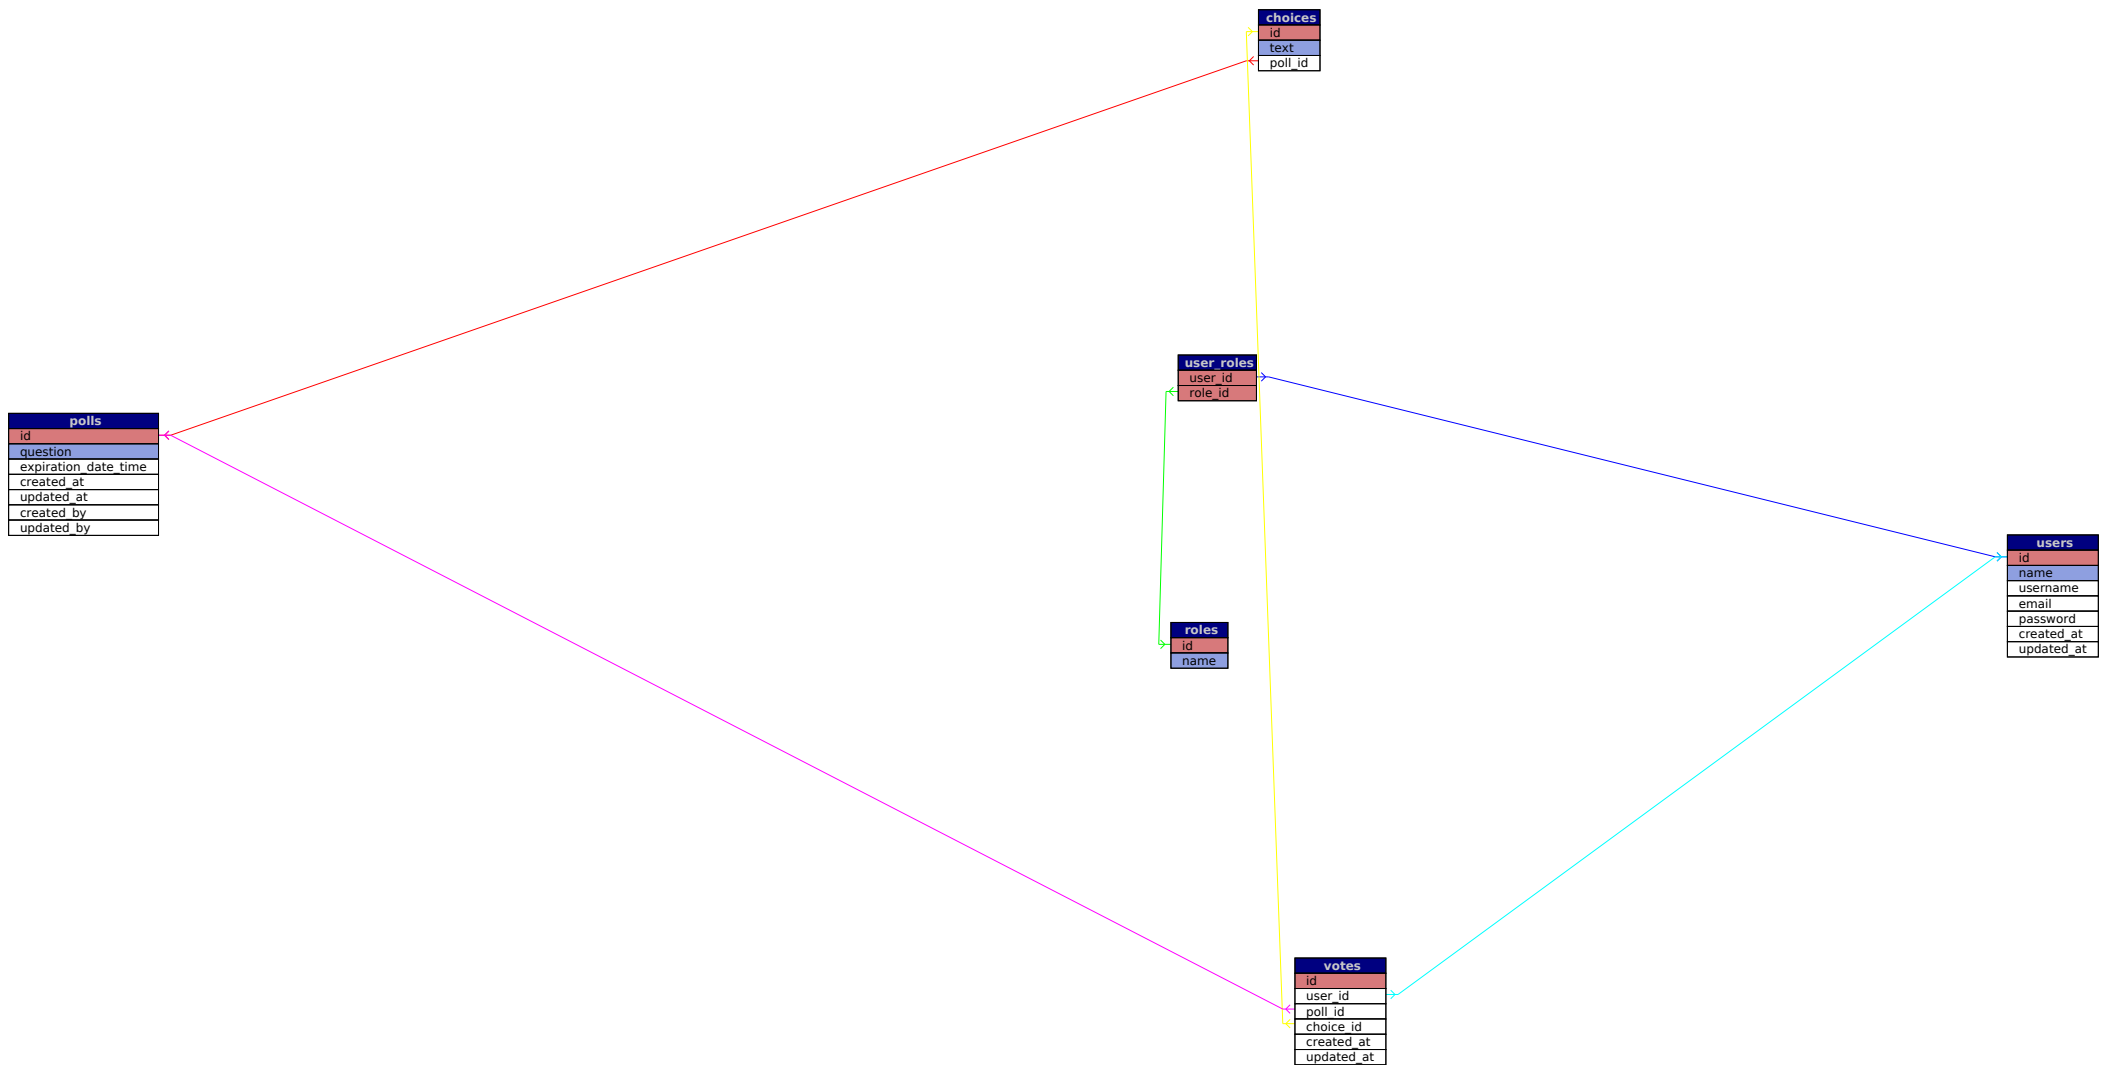 choices
id
text
poll_id
user_roles
user_id
role_id
polls
id
question
expiration_date_time
created_at
updated_at
created_by
updated_by
users
id
name
username
email
password
created_at
updated_at
roles
id
name
votes
id
user_id
poll_id
choice_id
created_at
updated_at